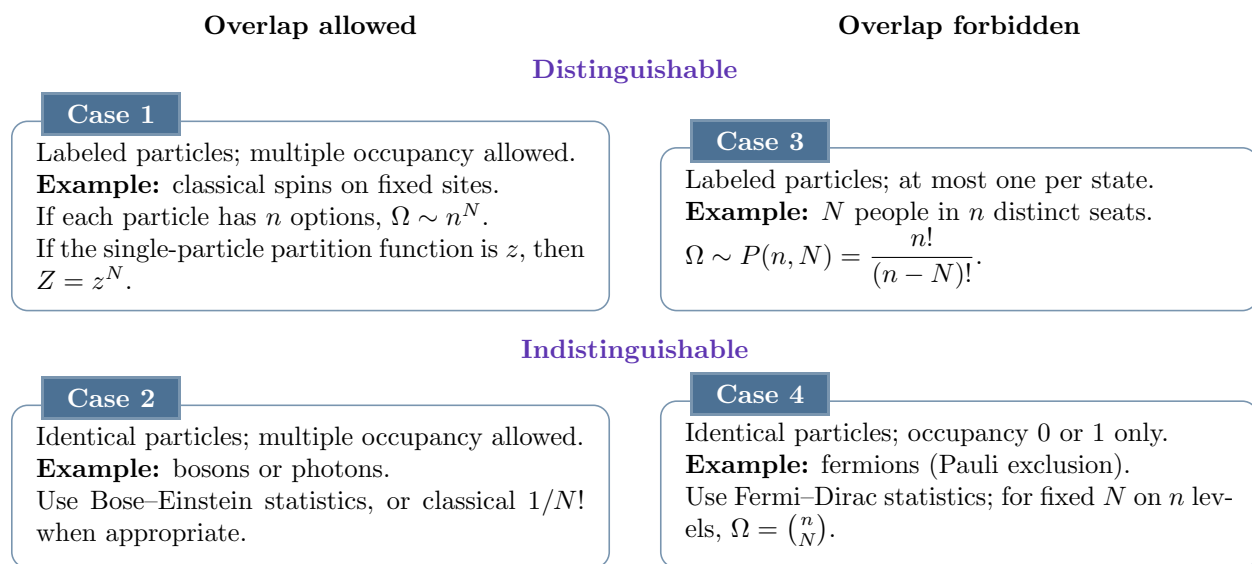 Overlap allowed
Overlap forbidden
Distinguishable
Case 1
Labeled particles; multiple occupancy allowed.
Example: classical spins on fixed sites.
If each particle has n options, Ω ∼ n^N.
If the single-particle partition function is z, then
Z = z^N.
Case 3
Labeled particles; at most one per state.
Example: N people in n distinct seats.
Ω ∼ P(n, N) = n!/(n − N)!.
Indistinguishable
Case 2
Identical particles; multiple occupancy allowed.
Example: bosons or photons.
Use Bose–Einstein statistics, or classical 1/N!
when appropriate.
Case 4
Identical particles; occupancy 0 or 1 only.
Example: fermions (Pauli exclusion).
Use Fermi–Dirac statistics; for fixed N on n lev-
els, Ω = (n N).